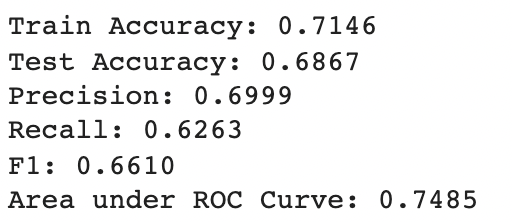 Train Accuracy: 0.7146
Test Accuracy: 0.6867
Precision: 0.6999
Recall: 0.6263
F1: 0.6610
Area under ROC Curve: 0.7485